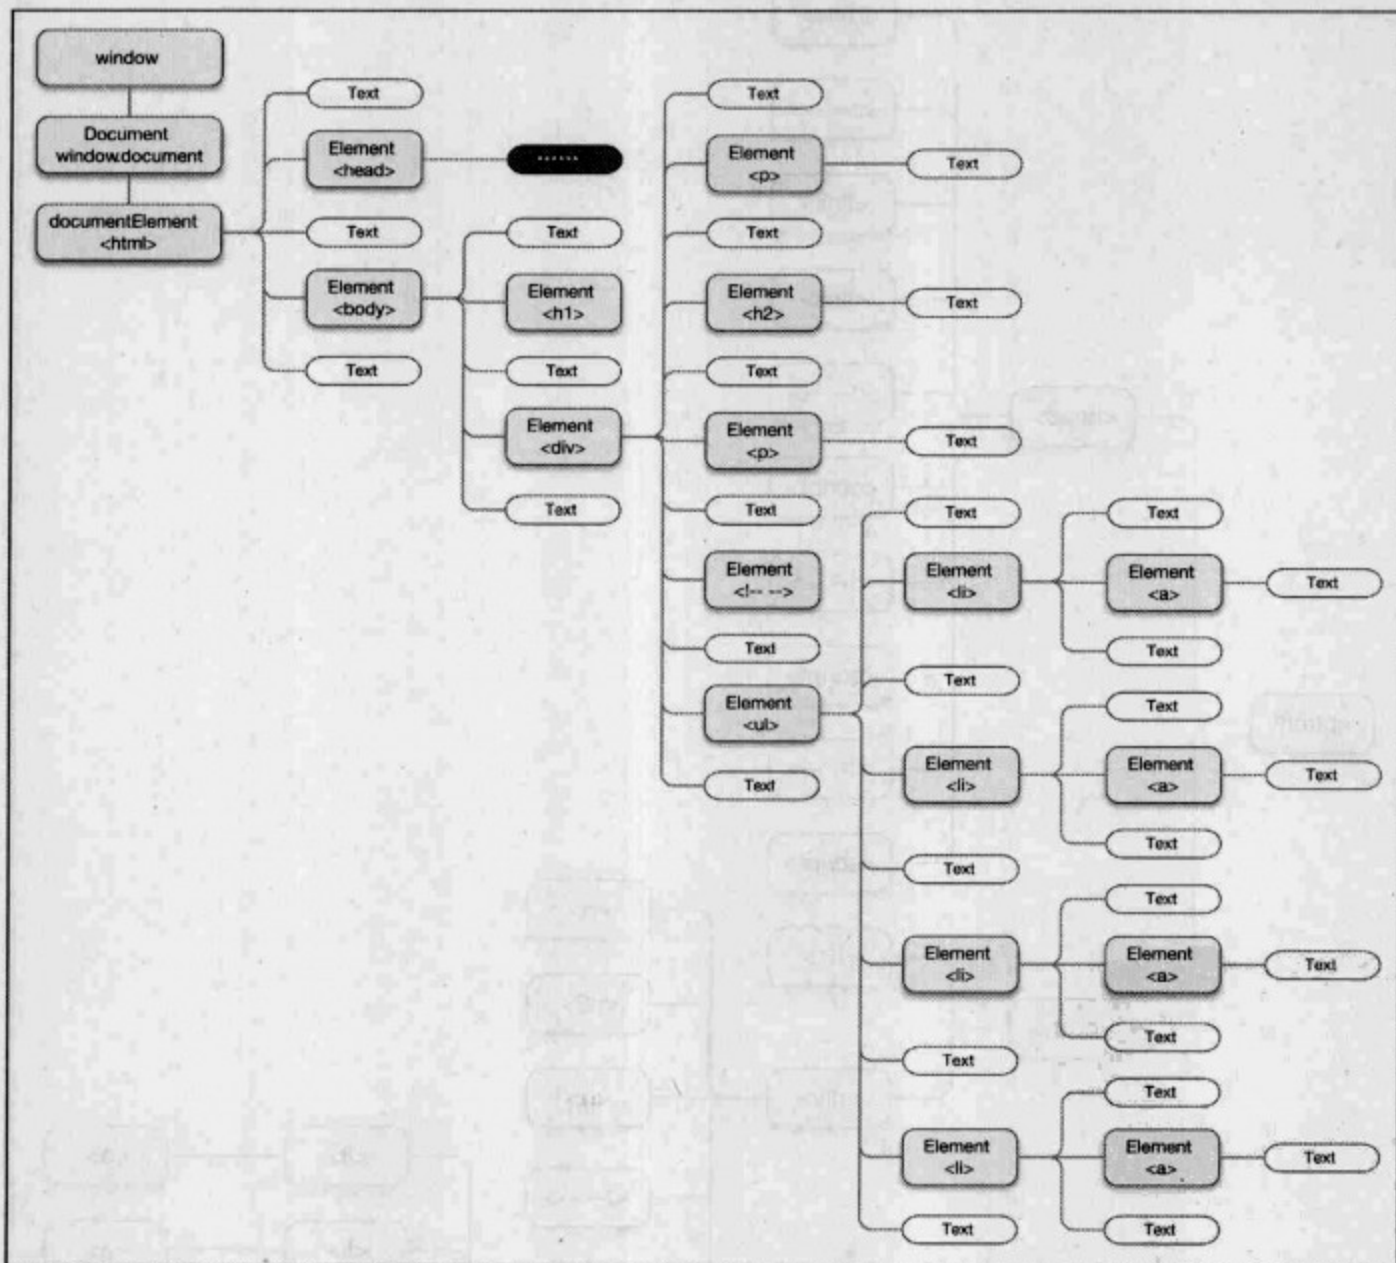 window
Document
window.document
documentElement
<html>
Text
Element
<head>
Text
Element
<body>
Text
......
Text
Element
<h1>
Text
Element
<div>
Text
Text
Element
<p>
Text
Element
<h2>
Text
Element
<p>
Text
Element
<!-- -->
Text
Element
<ul>
Text
Text
Text
Text
Text
Element
<li>
Text
Element
<li>
Text
Element
<li>
Text
Element
<li>
Text
Text
Element
<a>
Text
Text
Element
<a>
Text
Text
Element
<a>
Text
Text
Element
<a>
Text
Text
Text
Text
Text